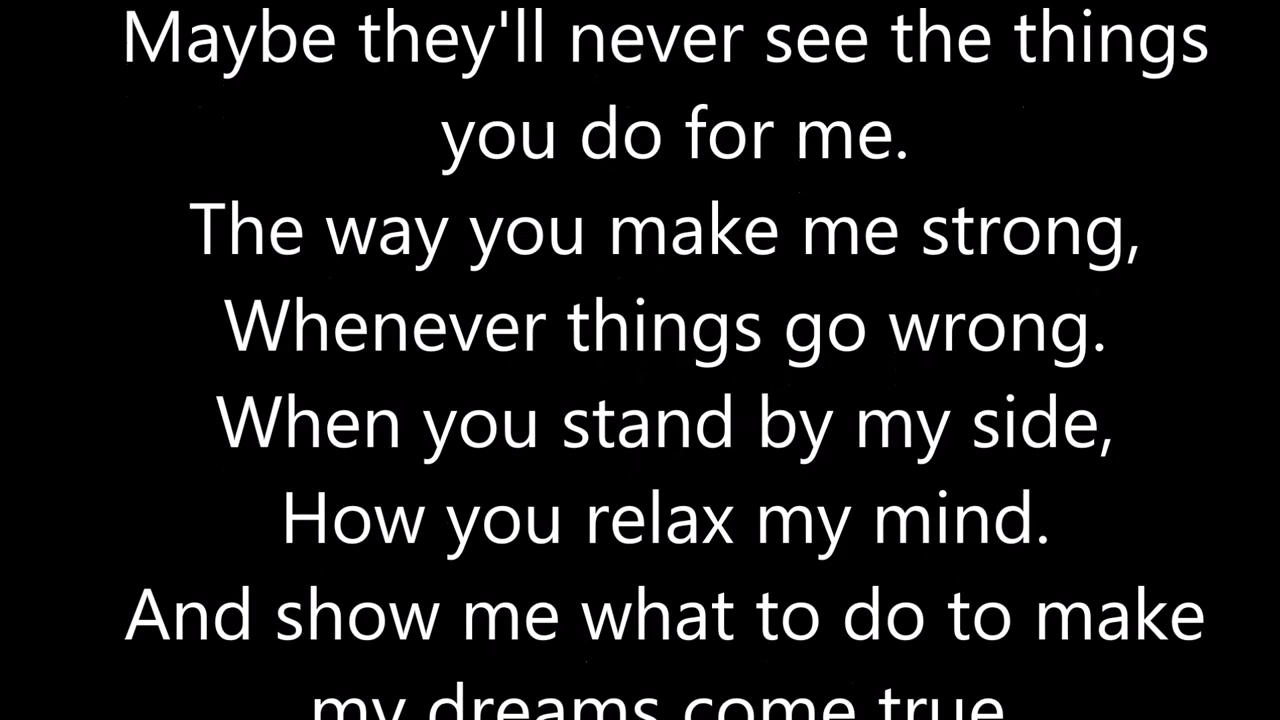 Maybe they'll never see the things
you do for me.
The way you make me strong,
Whenever things go wrong.
When you stand by my side,
How you relax my mind.
And show me what to do to make
my dreams come true